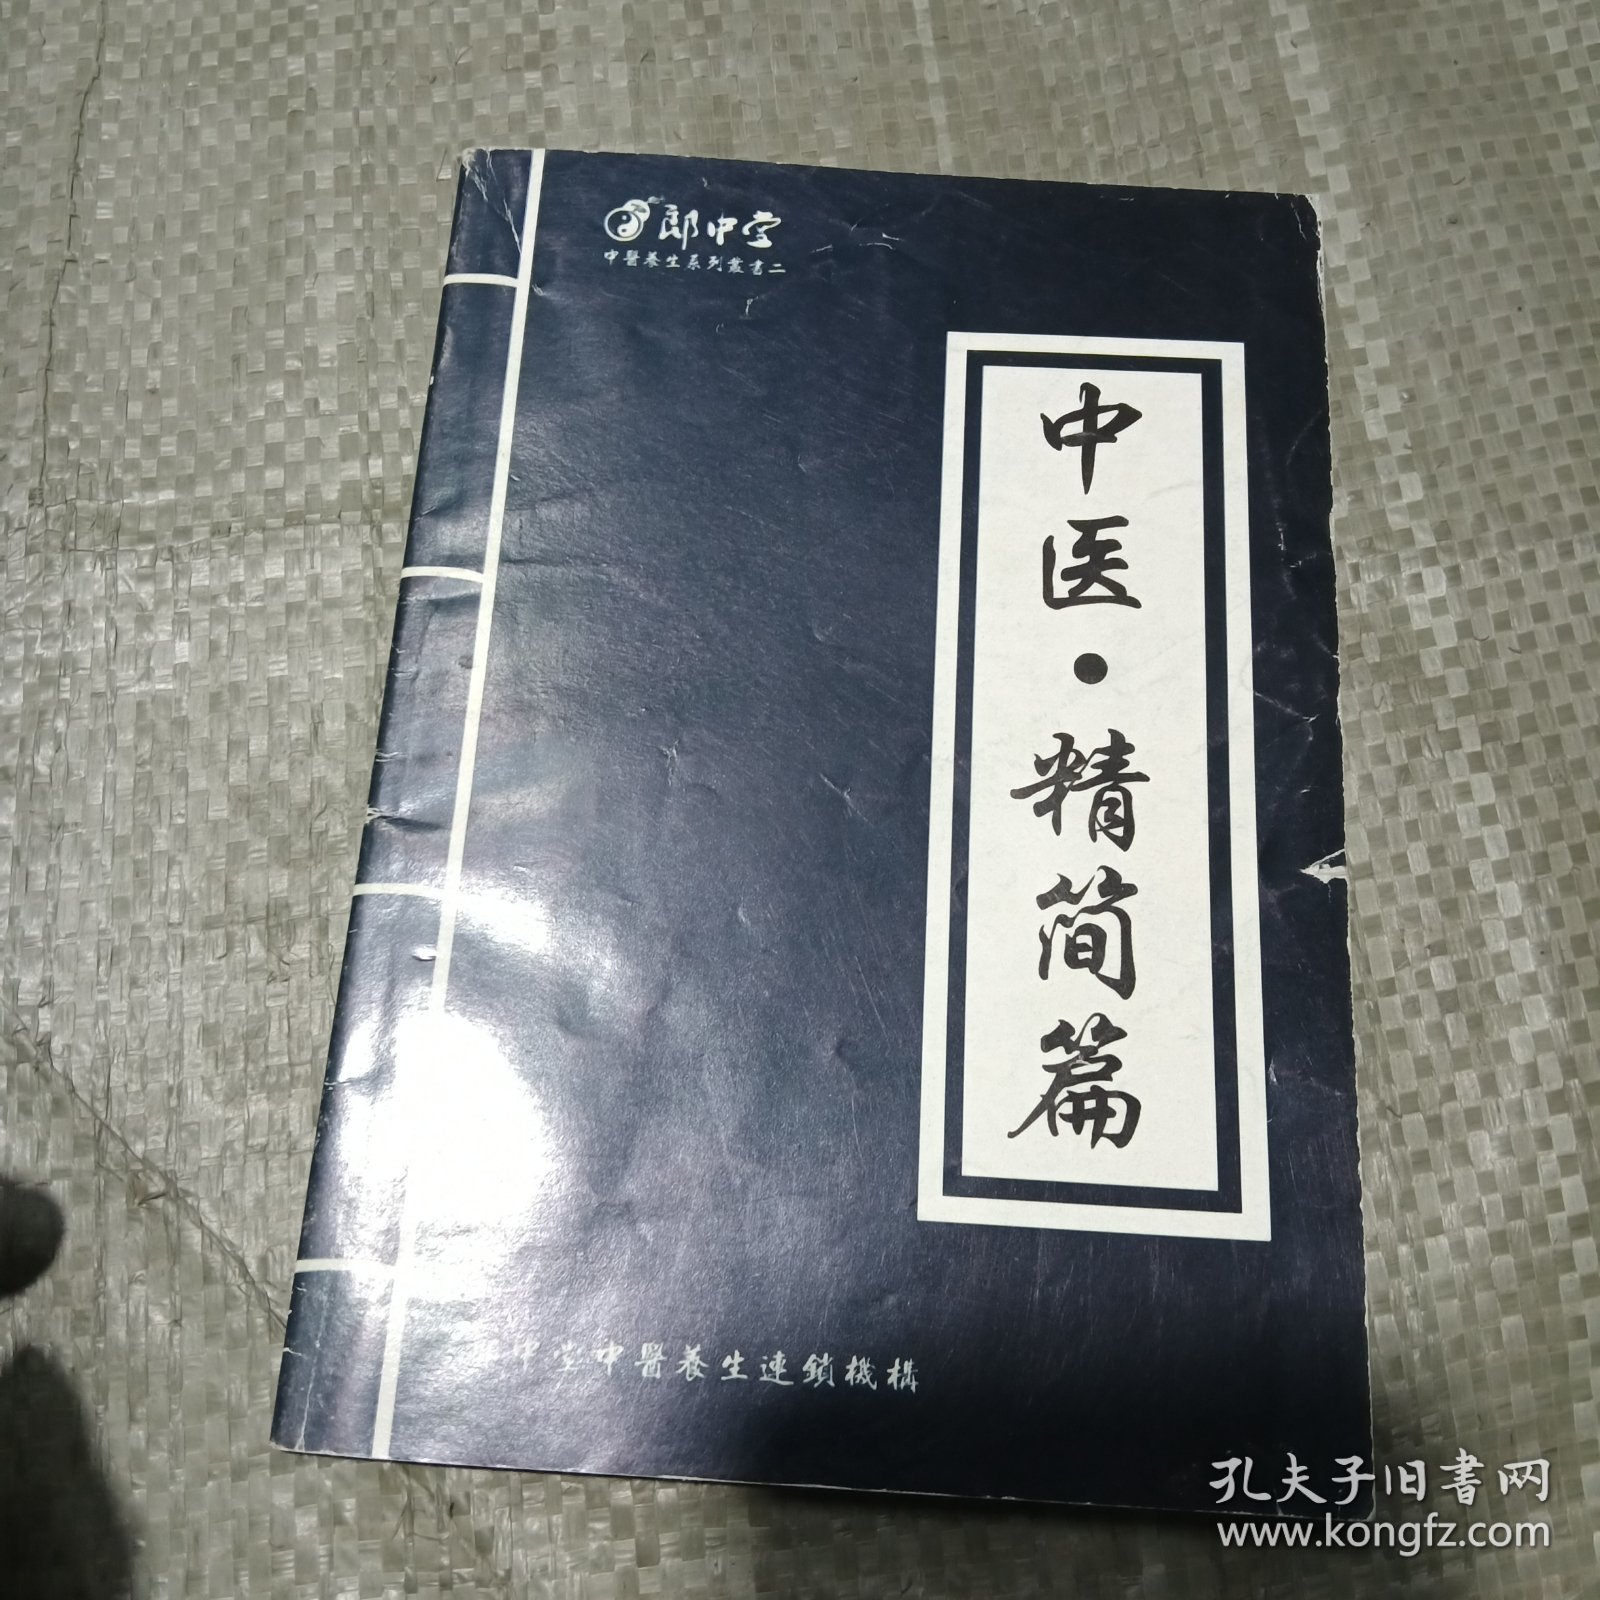 郎中堂
中醫養生系列叢書二
中医·精简篇
中堂中醫養生連鎖機構
孔夫子旧书网
www.kongfz.com